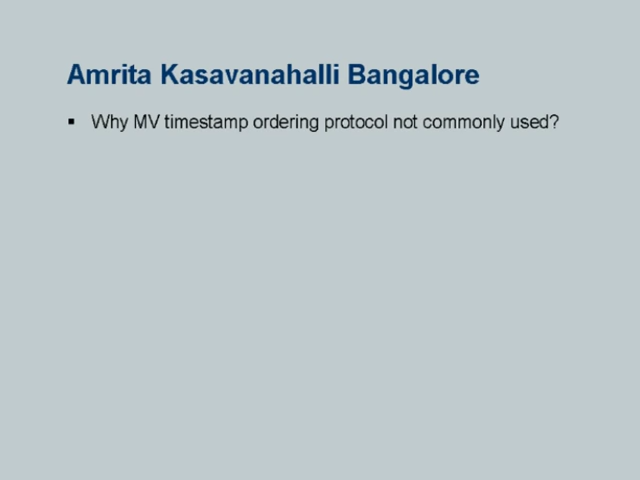 Amrita Kasavanahalli Bangalore
▪ Why MV timestamp ordering protocol not commonly used?